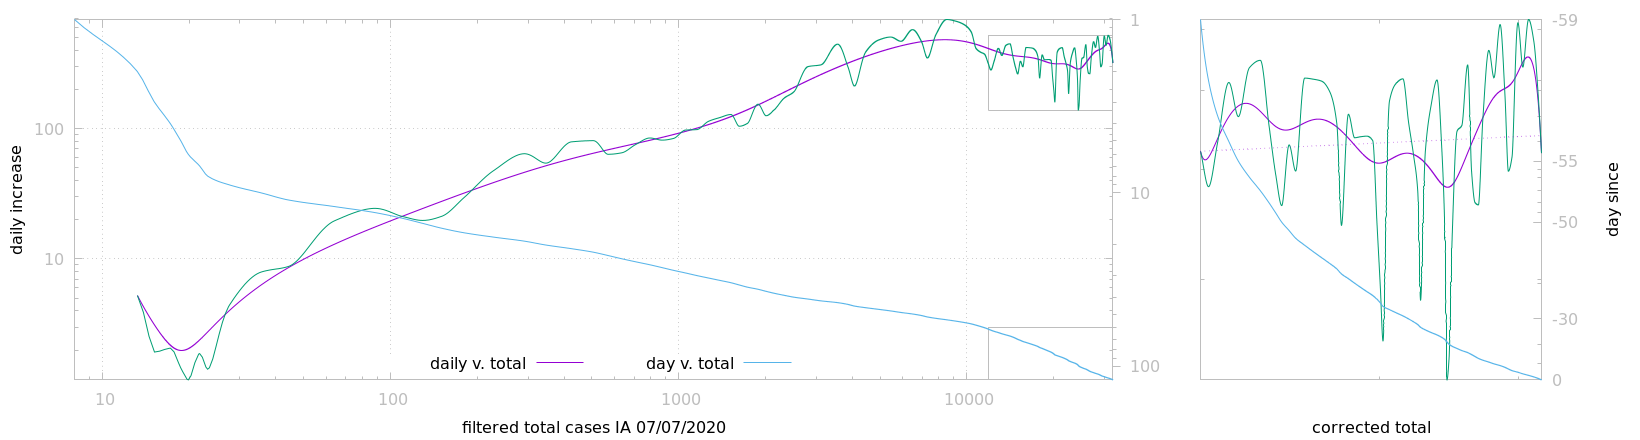 daily increase
100
10
daily v. total
day v. total
10
100
1000
10000
filtered total cases IA 07/07/2020
1
10
100
-59
-55
-50
-30
0
day since
corrected total